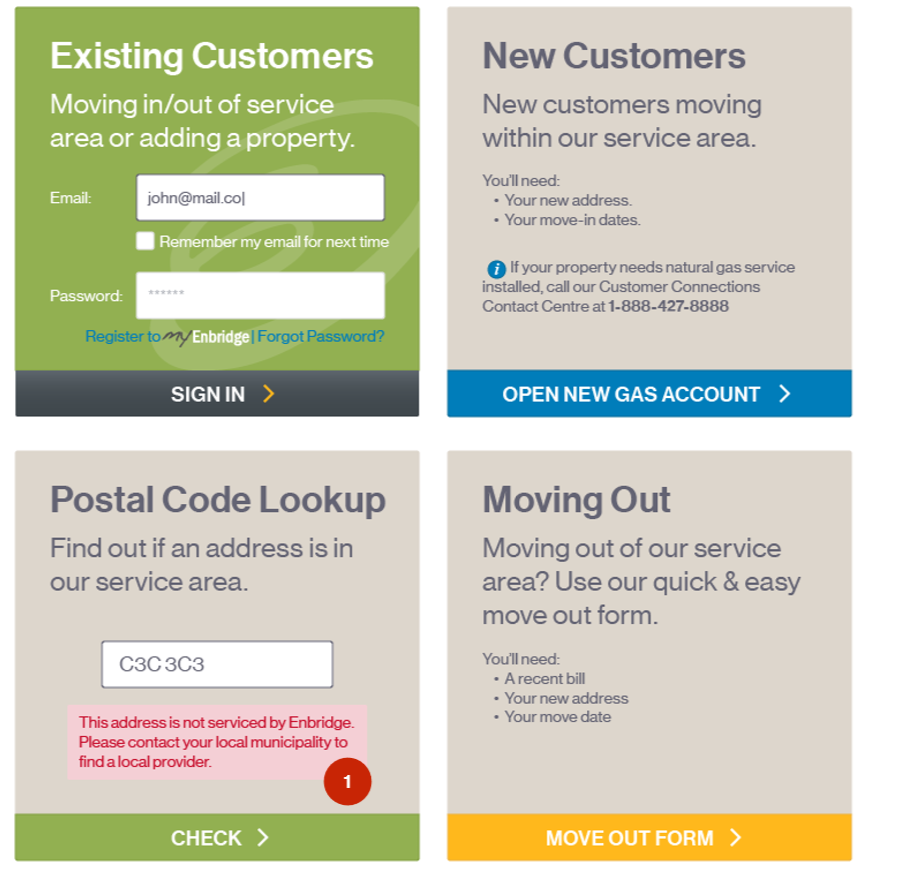 Existing Customers
Moving in/out of service
area or adding a property.
Email:
john@mail.co|
Remember my email for next time
Password:
******
Register to my Enbridge | Forgot Password?
SIGN IN
New Customers
New customers moving
within our service area.
You'll need:
• Your new address.
• Your move-in dates.
i If your property needs natural gas service
installed, call our Customer Connections
Contact Centre at 1-888-427-8888
OPEN NEW GAS ACCOUNT
Postal Code Lookup
Find out if an address is in
our service area.
C3C 3C3
This address is not serviced by Enbridge.
Please contact your local municipality to
find a local provider.
1
CHECK
Moving Out
Moving out of our service
area? Use our quick & easy
move out form.
You'll need:
• A recent bill
• Your new address
• Your move date
MOVE OUT FORM